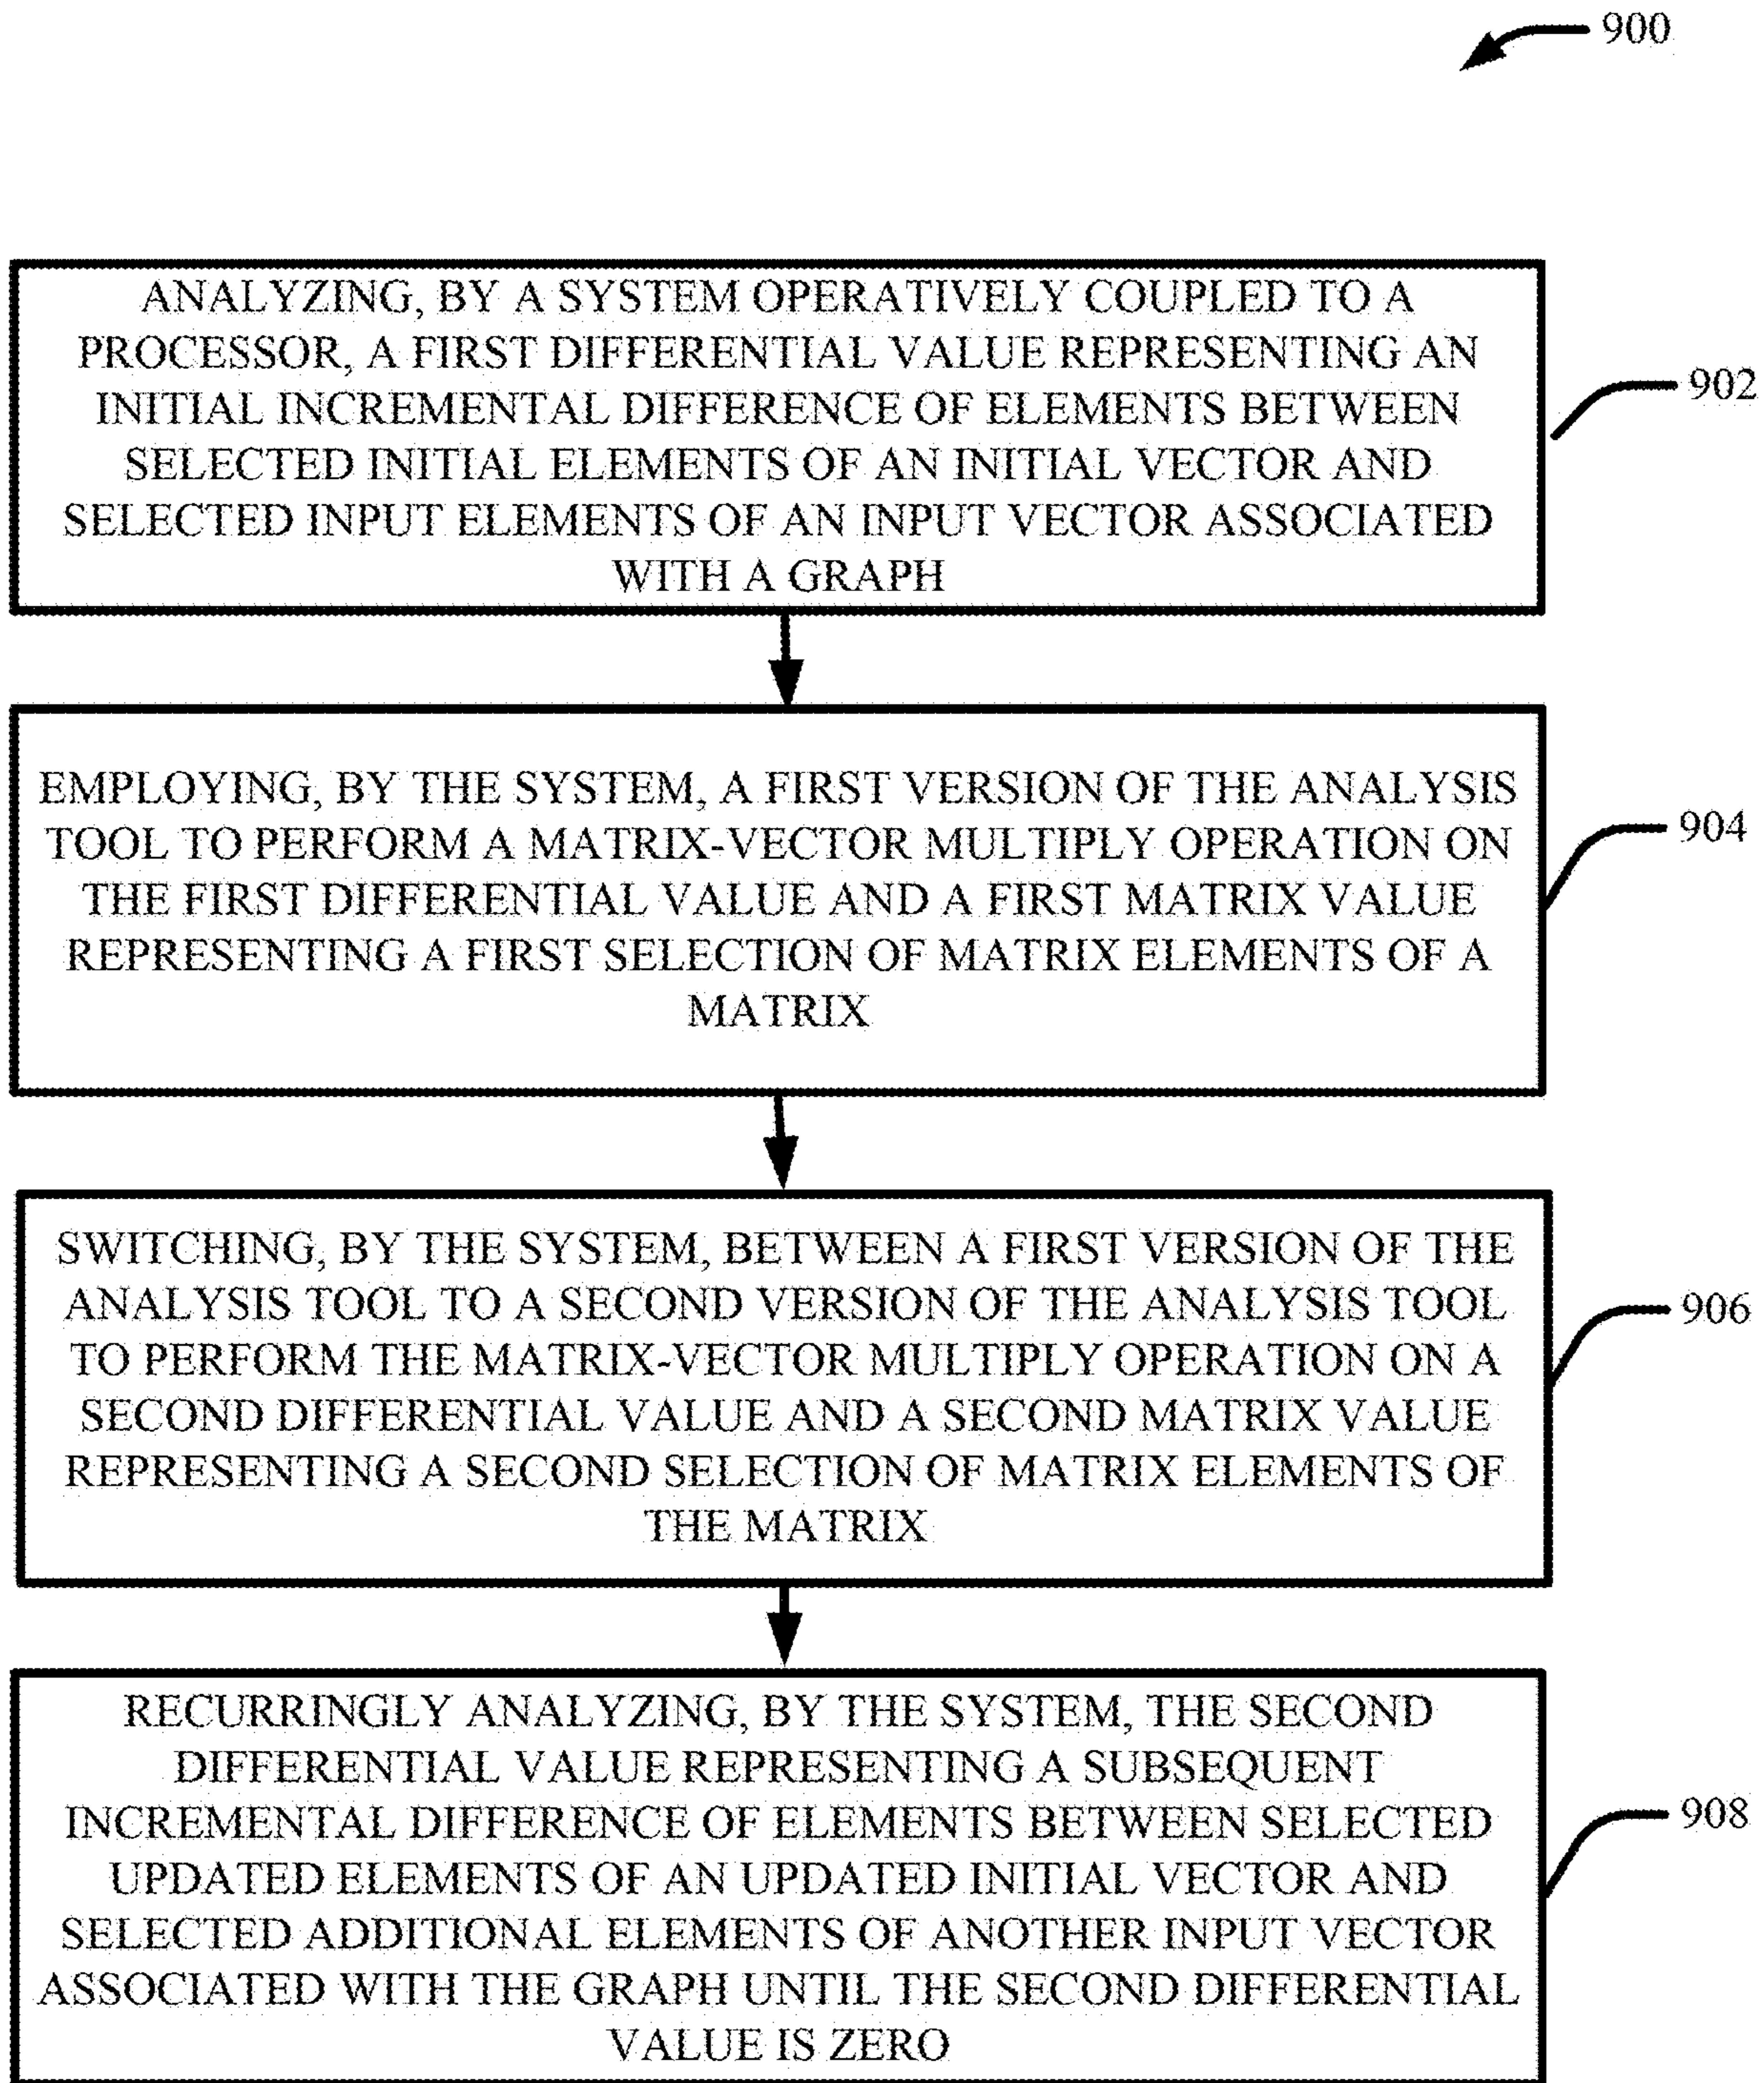 900
ANALYZING, BY A SYSTEM OPERATIVELY COUPLED TO A
PROCESSOR, A FIRST DIFFERENTIAL VALUE REPRESENTING AN
INITIAL INCREMENTAL DIFFERENCE OF ELEMENTS BETWEEN
SELECTED INITIAL ELEMENTS OF AN INITIAL VECTOR AND
SELECTED INPUT ELEMENTS OF AN INPUT VECTOR ASSOCIATED
WITH A GRAPH
902
EMPLOYING, BY THE SYSTEM, A FIRST VERSION OF THE ANALYSIS
TOOL TO PERFORM A MATRIX-VECTOR MULTIPLY OPERATION ON
THE FIRST DIFFERENTIAL VALUE AND A FIRST MATRIX VALUE
REPRESENTING A FIRST SELECTION OF MATRIX ELEMENTS OF A
MATRIX
904
SWITCHING, BY THE SYSTEM, BETWEEN A FIRST VERSION OF THE
ANALYSIS TOOL TO A SECOND VERSION OF THE ANALYSIS TOOL
TO PERFORM THE MATRIX-VECTOR MULTIPLY OPERATION ON A
SECOND DIFFERENTIAL VALUE AND A SECOND MATRIX VALUE
REPRESENTING A SECOND SELECTION OF MATRIX ELEMENTS OF
THE MATRIX
906
RECURRINGLY ANALYZING, BY THE SYSTEM, THE SECOND
DIFFERENTIAL VALUE REPRESENTING A SUBSEQUENT
INCREMENTAL DIFFERENCE OF ELEMENTS BETWEEN SELECTED
UPDATED ELEMENTS OF AN UPDATED INITIAL VECTOR AND
SELECTED ADDITIONAL ELEMENTS OF ANOTHER INPUT VECTOR
ASSOCIATED WITH THE GRAPH UNTIL THE SECOND DIFFERENTIAL
VALUE IS ZERO
908